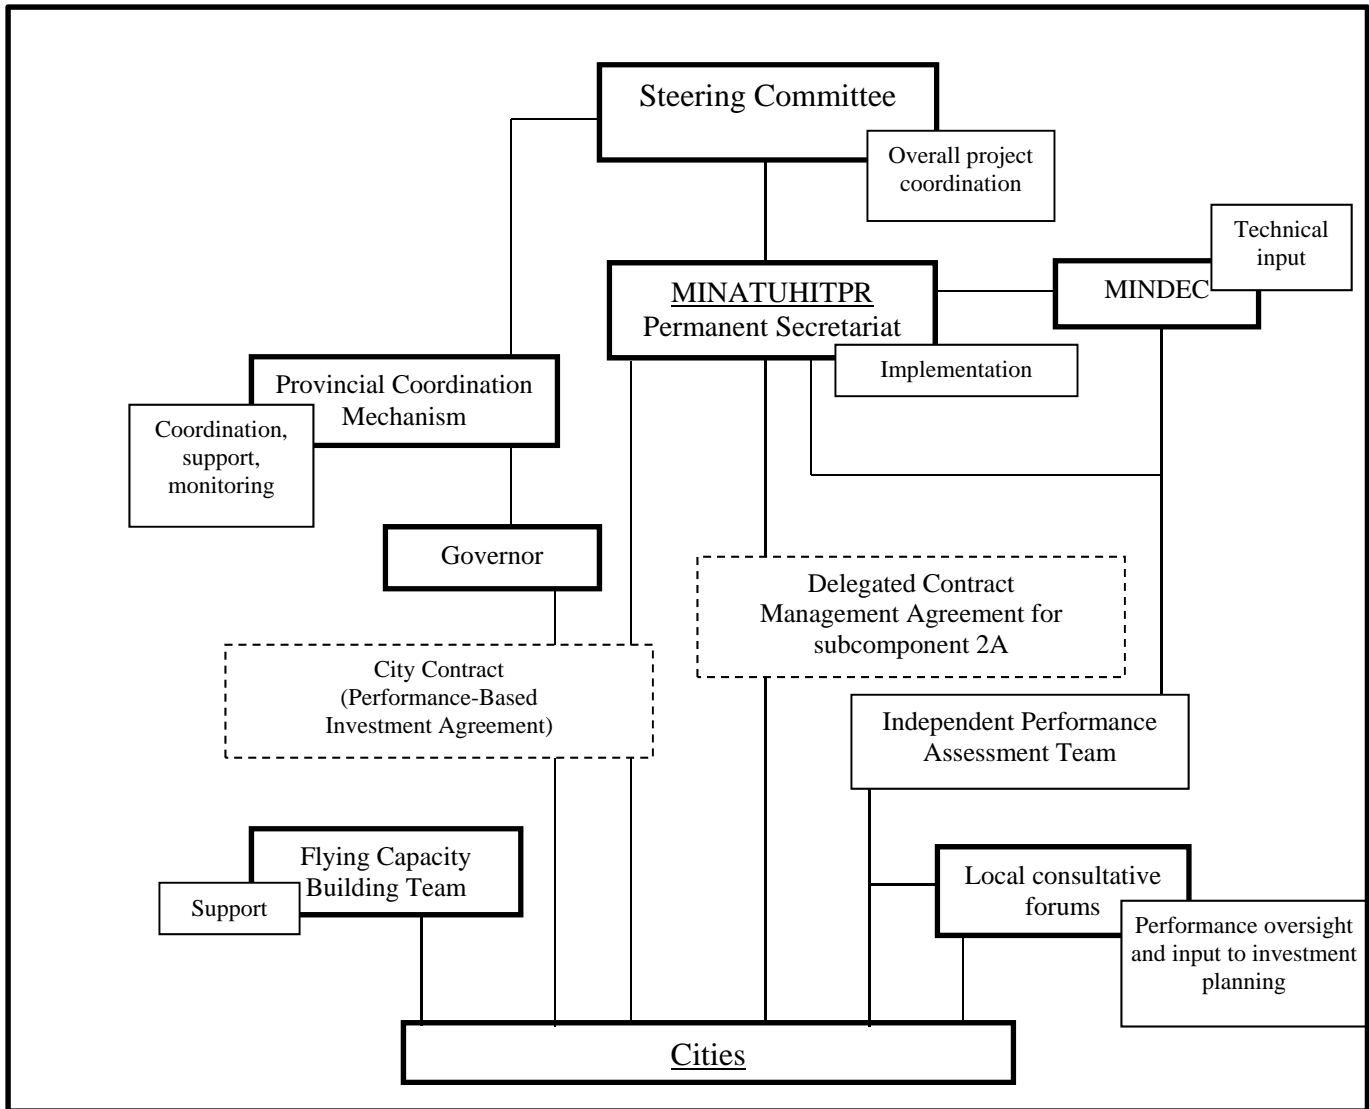 Steering Committee
Overall project
coordination
Technical
input
MINATUHITPR
Permanent Secretariat
MINDEC
Implementation
Provincial Coordination
Mechanism
Coordination,
support,
monitoring
Governor
Delegated Contract
Management Agreement for
subcomponent 2A
City Contract
(Performance-Based
Investment Agreement)
Independent Performance
Assessment Team
Flying Capacity
Building Team
Support
Local consultative
forums
Performance oversight
and input to investment
planning
Cities